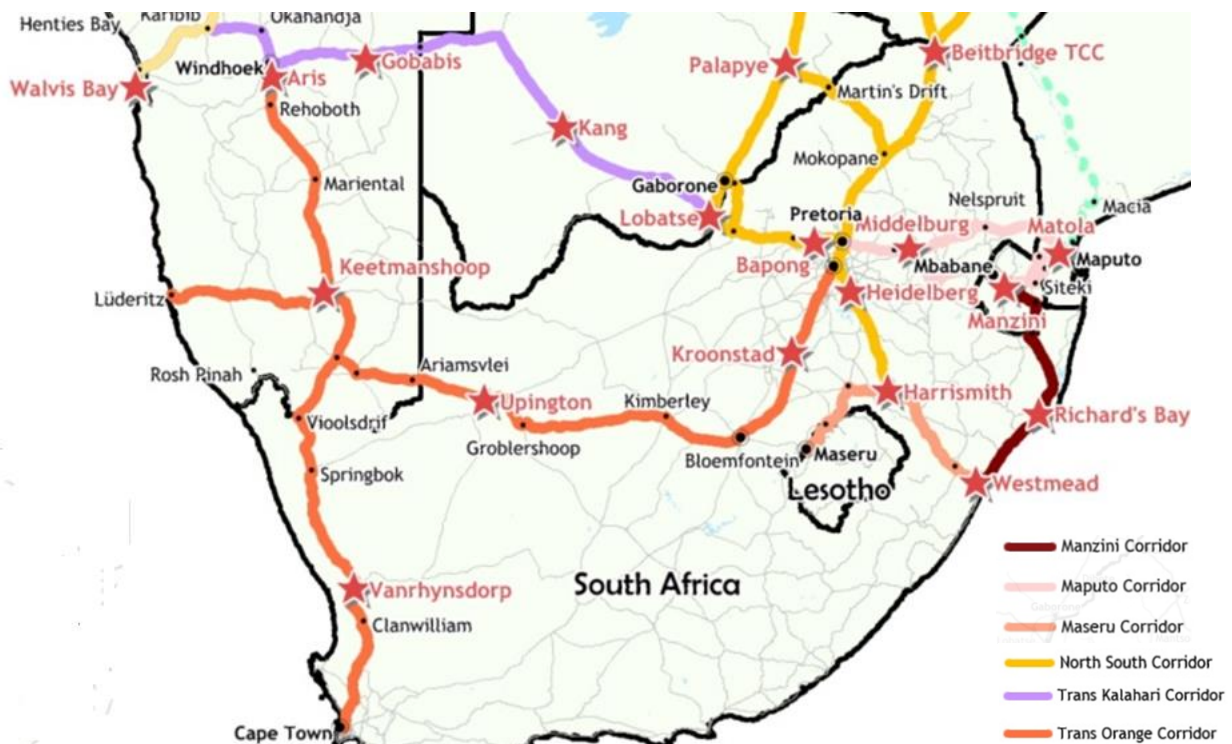 Karibib
Okahandja
Henties Bay
Windhoek
Aris
Gobabis
Walvis Bay
Rehoboth
Palapye
Beitbridge TCC
Martin's Drift
Kang
Mokopane
Mariental
Gaborone
Lobatse
Nelspruit
Macia
Pretoria
Middelburg
Matola
Bapong
Mbabane
Maputo
Keetmanshoop
Lüderitz
Heidelberg
Siteki
Manzini
Kroonstad
Rosh Pinah
Ariamsvlei
Upington
Harrismith
Kimberley
Richard's Bay
Vioolsdrif
Groblershoop
Bloemfontein
Maseru
Springbok
Lesotho
Westmead
South Africa
Vanrhynsdorp
Clanwilliam
Cape Town
Manzini Corridor
Maputo Corridor
Gaborone
Maseru Corridor
North South Corridor
Trans Kalahari Corridor
Trans Orange Corridor